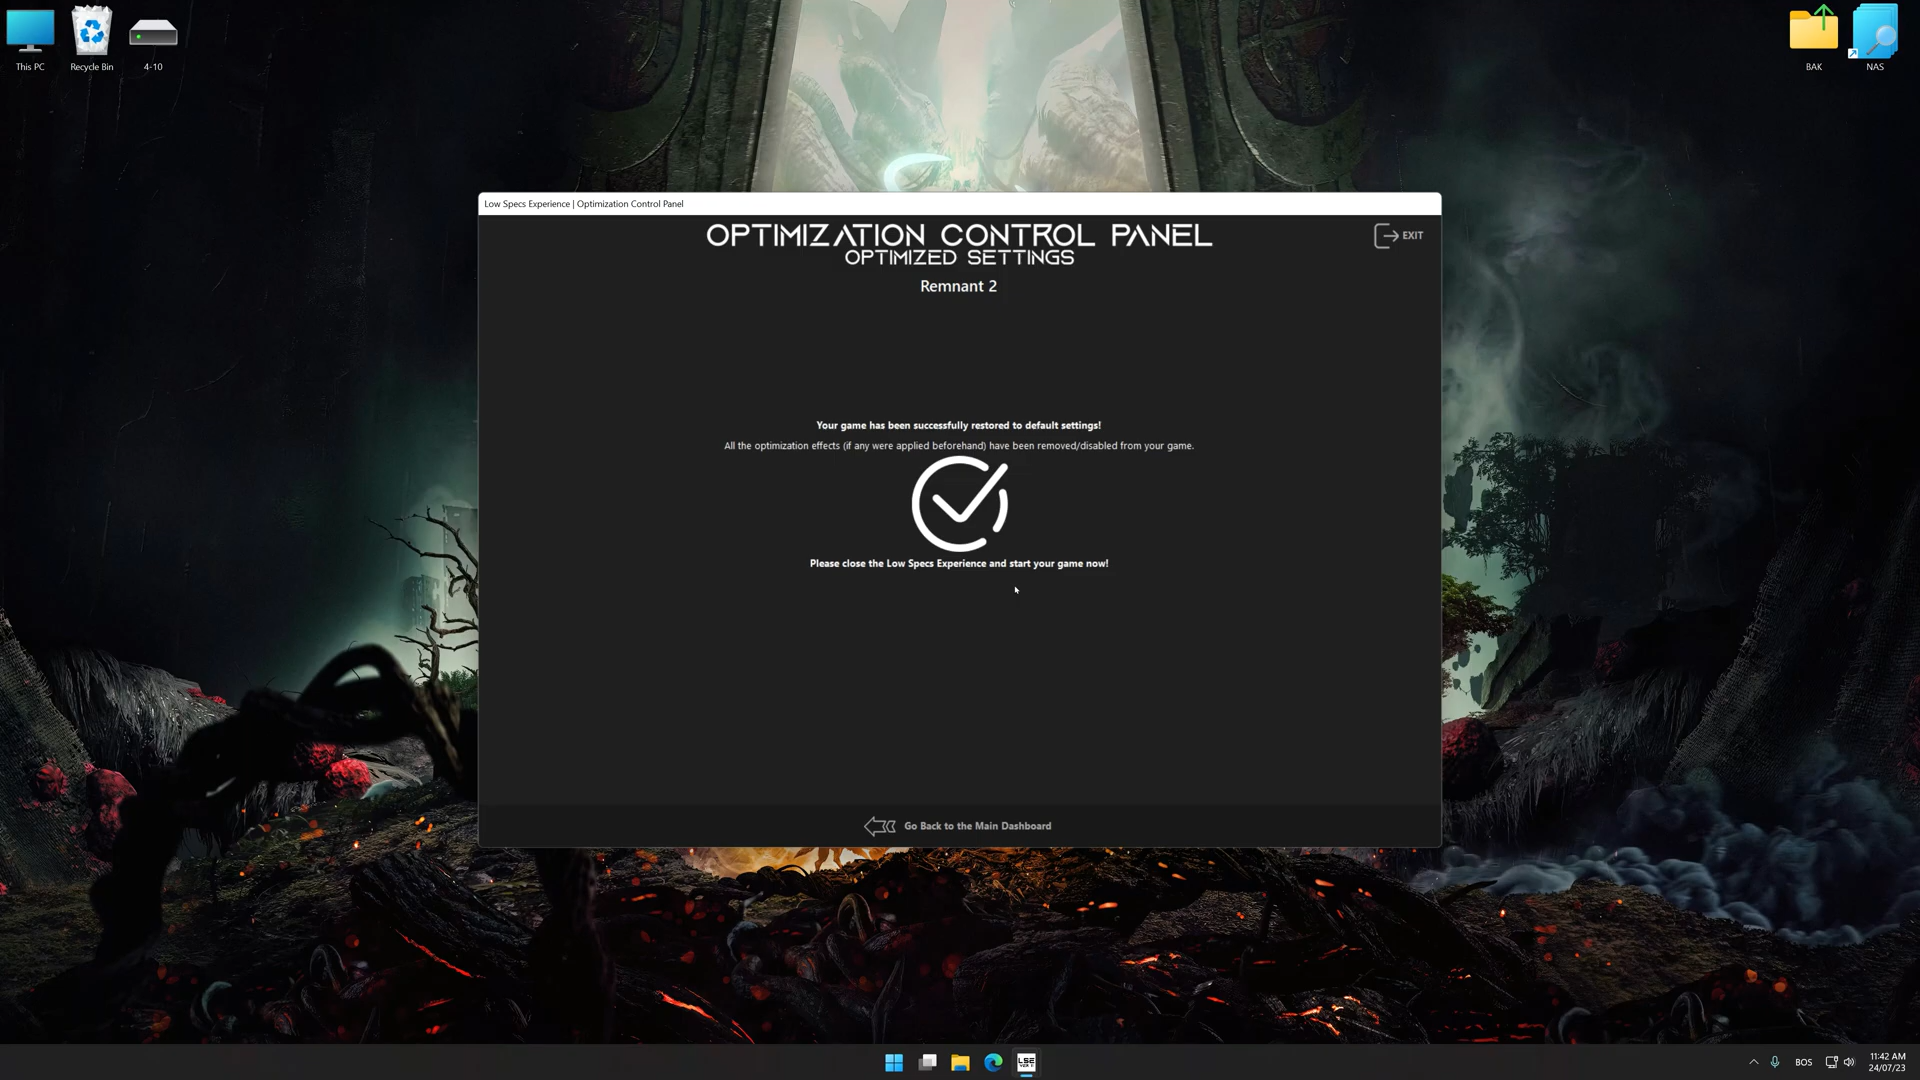 This PC
Recycle Bin
4-10
BAK
NAS
Low Specs Experience | Optimization Control Panel
OPTIMIZATION CONTROL PANEL
EXIT
OPTIMIZED SETTINGS
Remnant 2
Your game has been successfully restored to default settings!
All the optimization effects (if any were applied beforehand) have been removed/disabled from your game.
Please close the Low Specs Experience and start your game now!
Go Back to the Main Dashboard
LSE
BOS
11:42 AM
24/07/23